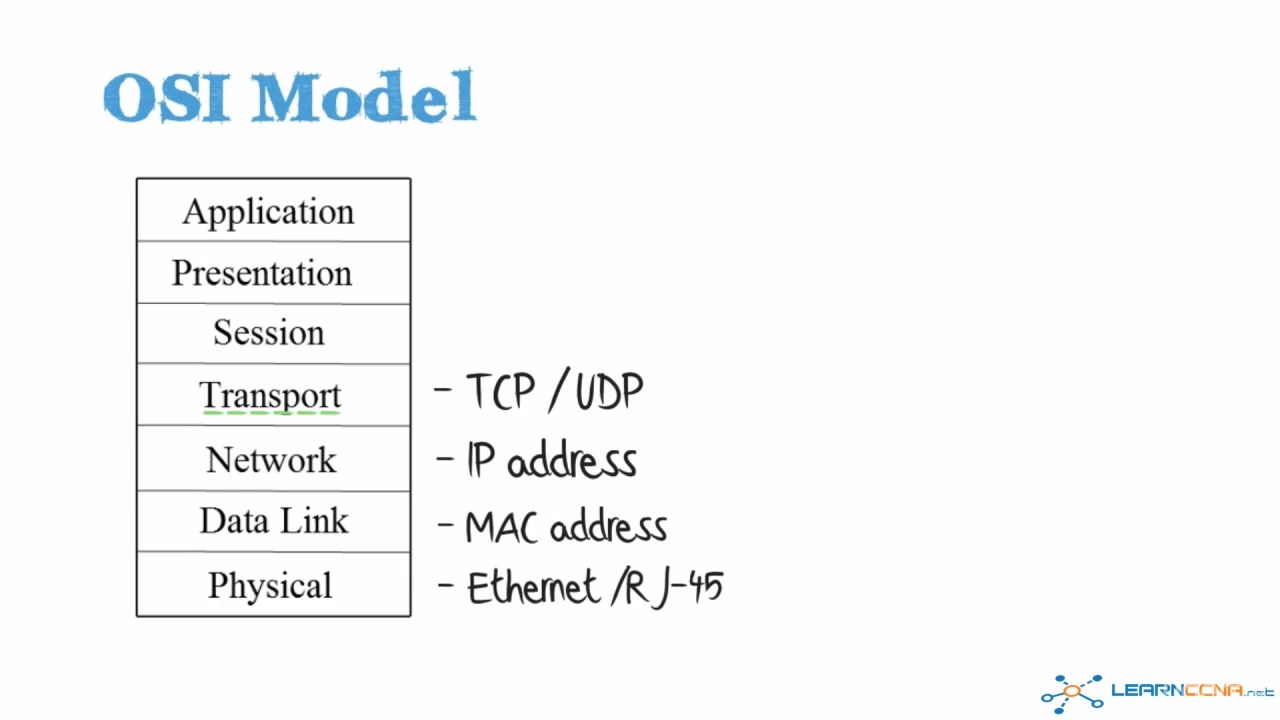 OSI Model
Application
Presentation
Session
Transport - TCP / UDP
Network - IP address
Data Link - MAC address
Physical - Ethernet /RJ-45
LEARNCCNA.net